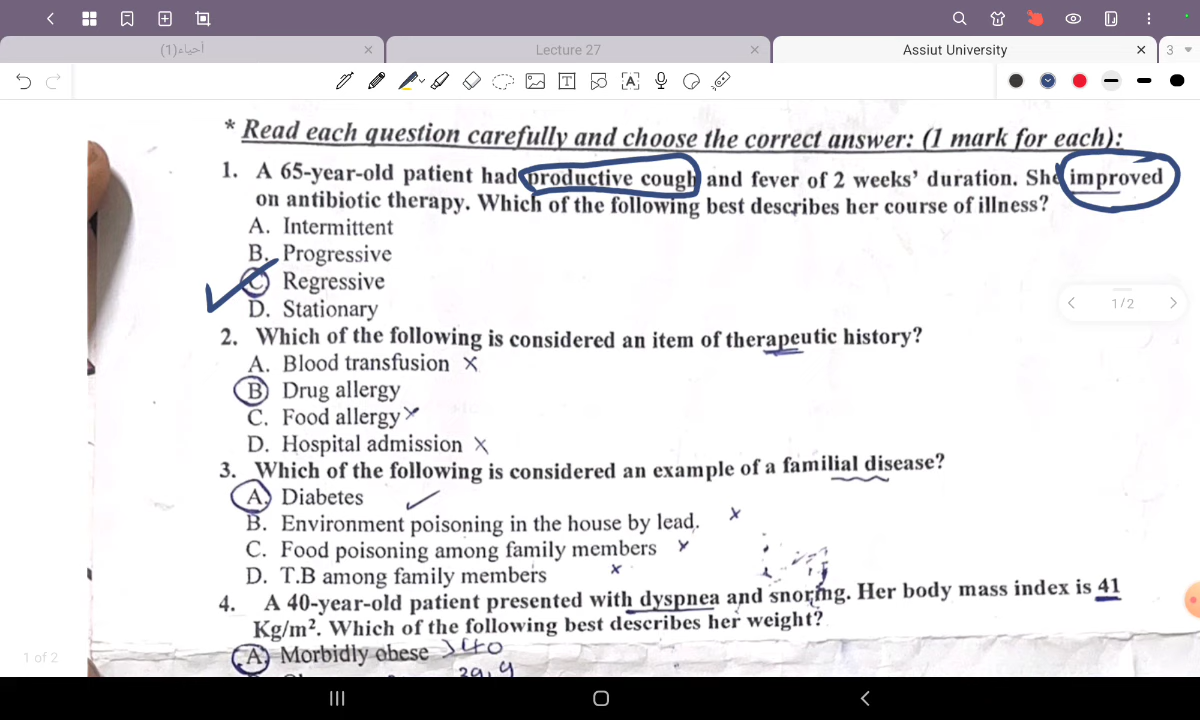 أحياء(1)
Lecture 27
Assiut University
3
* Read each question carefully and choose the correct answer: (1 mark for each):
1. A 65-year-old patient had productive cough and fever of 2 weeks' duration. She improved
on antibiotic therapy. Which of the following best describes her course of illness?
A. Intermittent
B. Progressive
C Regressive
D. Stationary
1/2
2. Which of the following is considered an item of therapeutic history?
A. Blood transfusion x
B Drug allergy
C. Food allergy x
D. Hospital admission x
3. Which of the following is considered an example of a familial disease?
A. Diabetes
B. Environment poisoning in the house by lead. x
C. Food poisoning among family members x
D. T.B among family members x
4. A 40-year-old patient presented with dyspnea and snoring. Her body mass index is 41
Kg/m². Which of the following best describes her weight?
A Morbidly obese >40
1 of 2
39,9